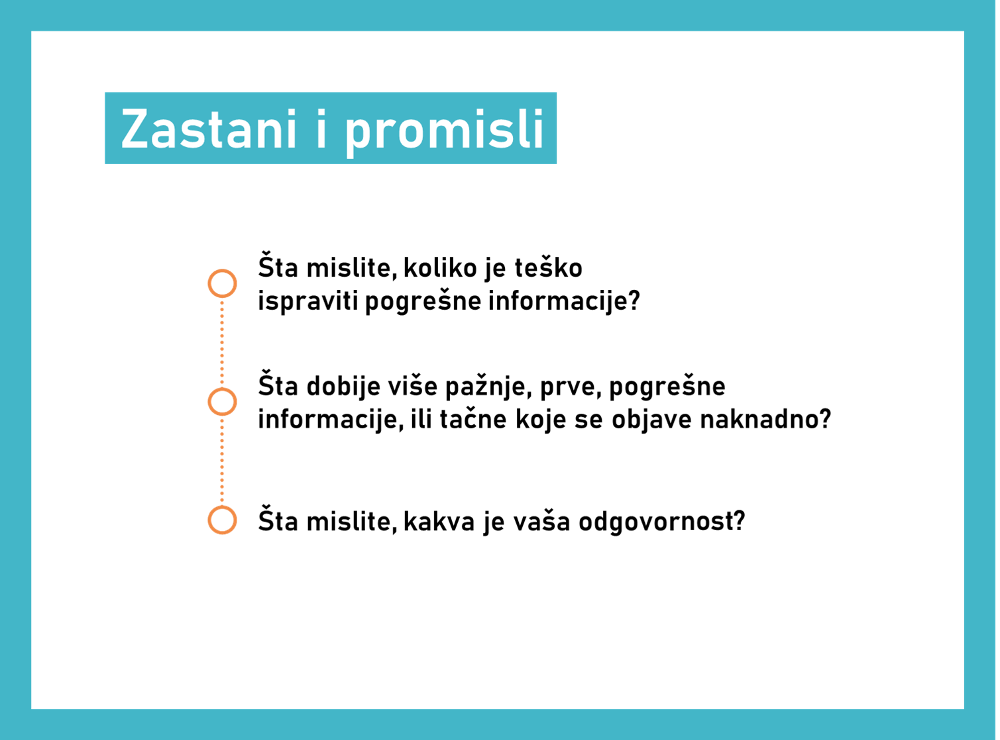 Zastani i promisli
Šta mislite, koliko je teško
ispraviti pogrešne informacije?
Šta dobije više pažnje, prve, pogrešne
informacije, ili tačne koje se objave naknadno?
Šta mislite, kakva je vaša odgovornost?